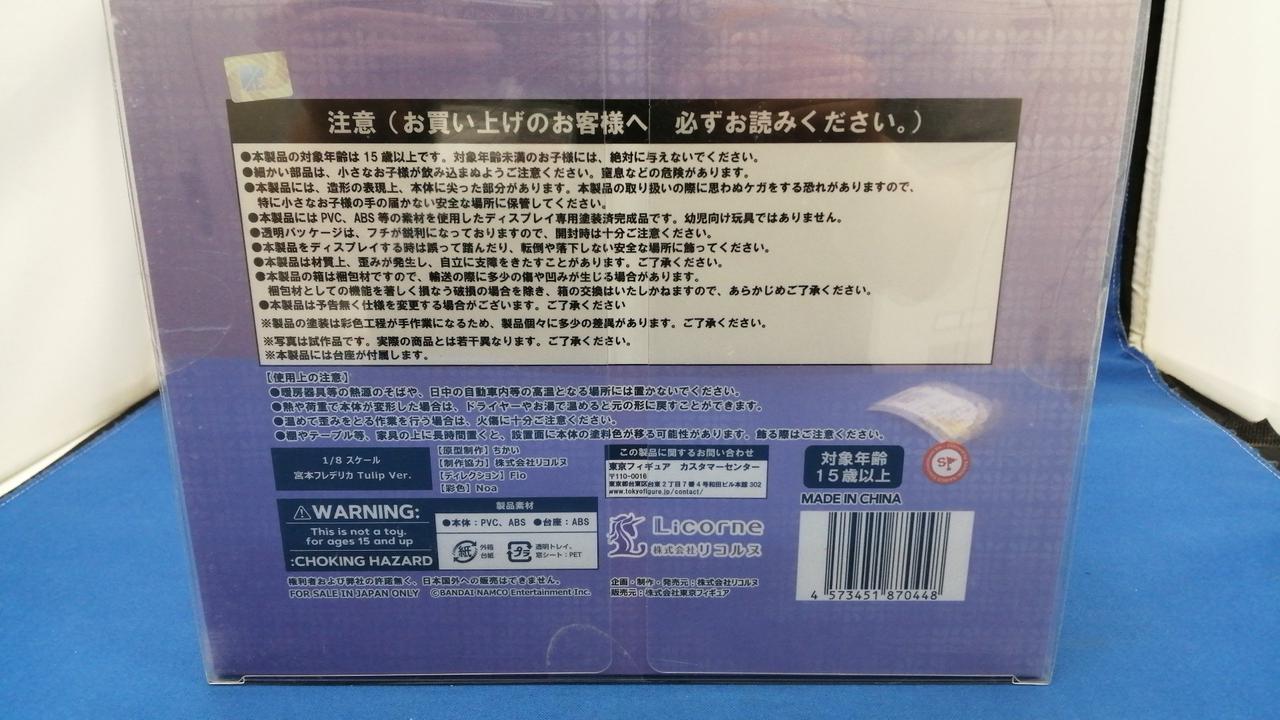 注意（お買い上げのお客様へ 必ずお読みください。）
●本製品の対象年齢は15歳以上です。対象年齢未満のお子様には、絶対に与えないでください。
●細かい部品は、小さなお子様が飲み込まぬようご注意ください。窒息などの危険があります。
●本製品には、造形の表現上、本体に尖った部分があります。本製品の取り扱いの際に思わぬケガをする恐れがありますので、
特に小さなお子様の手の届かない安全な場所に保管してください。
●本製品にはPVC、ABS等の素材を使用したディスプレイ専用塗装済完成品です。幼児向け玩具ではありません。
●透明パッケージは、フチが鋭利になっておりますので、開封時は十分ご注意ください。
●本製品をディスプレイする時は誤って踏んだり、転倒や落下しない安全な場所に飾ってください。
●本製品は材質上、歪みが発生し、自立に支障をきたすことがあります。ご了承ください。
●本製品の箱は梱包材ですので、輸送の際に多少の傷や凹みが生じる場合があります。
梱包材としての機能を著しく損なう破損の場合を除き、箱の交換はいたしかねますので、あらかじめご了承ください。
●本製品は予告無く仕様を変更する場合がございます。ご了承ください
※製品の塗装は彩色工程が手作業になるため、製品個々に多少の差異があります。ご了承ください。
※写真は試作品です。実際の商品とは若干異なります。ご了承ください。
※本製品には台座が付属します。
【使用上の注意】
●暖房器具等の熱源のそばや、日中の自動車内等の高温となる場所には置かないでください。
●熱や荷重で本体が変形した場合は、ドライヤーやお湯で温めると元の形に戻すことができます。
●温めて歪みをとる作業を行う場合は、火傷に十分ご注意ください。
●棚やテーブル等、家具の上に長時間置くと、設置面に本体の塗料色が移る可能性があります。飾る際はご注意ください。
1/8 スケール
宮本フレデリカ Tulip Ver.
【原型制作】ちかい
【制作協力】株式会社リコルヌ
【ディレクション】Flo
【彩色】Noa
この製品に関するお問い合わせ
東京フィギュア カスタマーセンター
〒110-0016
東京都台東区台東2丁目7番4号和田ビル本館302
www.tokyofigure.jp/contact/
対象年齢
15歳以上
MADE IN CHINA
⚠WARNING:
This is not a toy.
for ages 15 and up
:CHOKING HAZARD
製品素材
●本体：PVC、ABS ●台座：ABS
紙
外箱
台紙
プラ
透明トレイ、
窓シート：PET
Licorne
株式会社リコルヌ
権利者および弊社の許諾無く、日本国外への販売はできません。
FOR SALE IN JAPAN ONLY ©BANDAI NAMCO Entertainment Inc.
企画・制作・発売元：株式会社リコルヌ
販売元：株式会社東京フィギュア
4 573451 870448